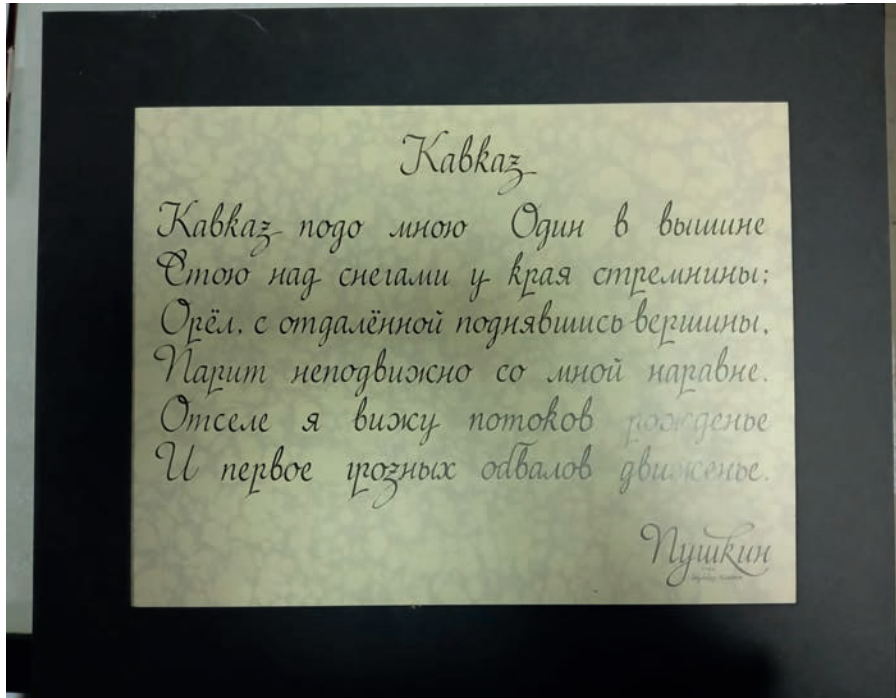 Кавказ
Кавказ подо мною Один в вышине
Стою над снегами у края стремнины;
Орёл, с отдалённой поднявшись вершины,
Парит неподвижно со мной наравне.
Отселе я вижу потоков рожденье
И первое грозных обвалов движенье.
Пушкин